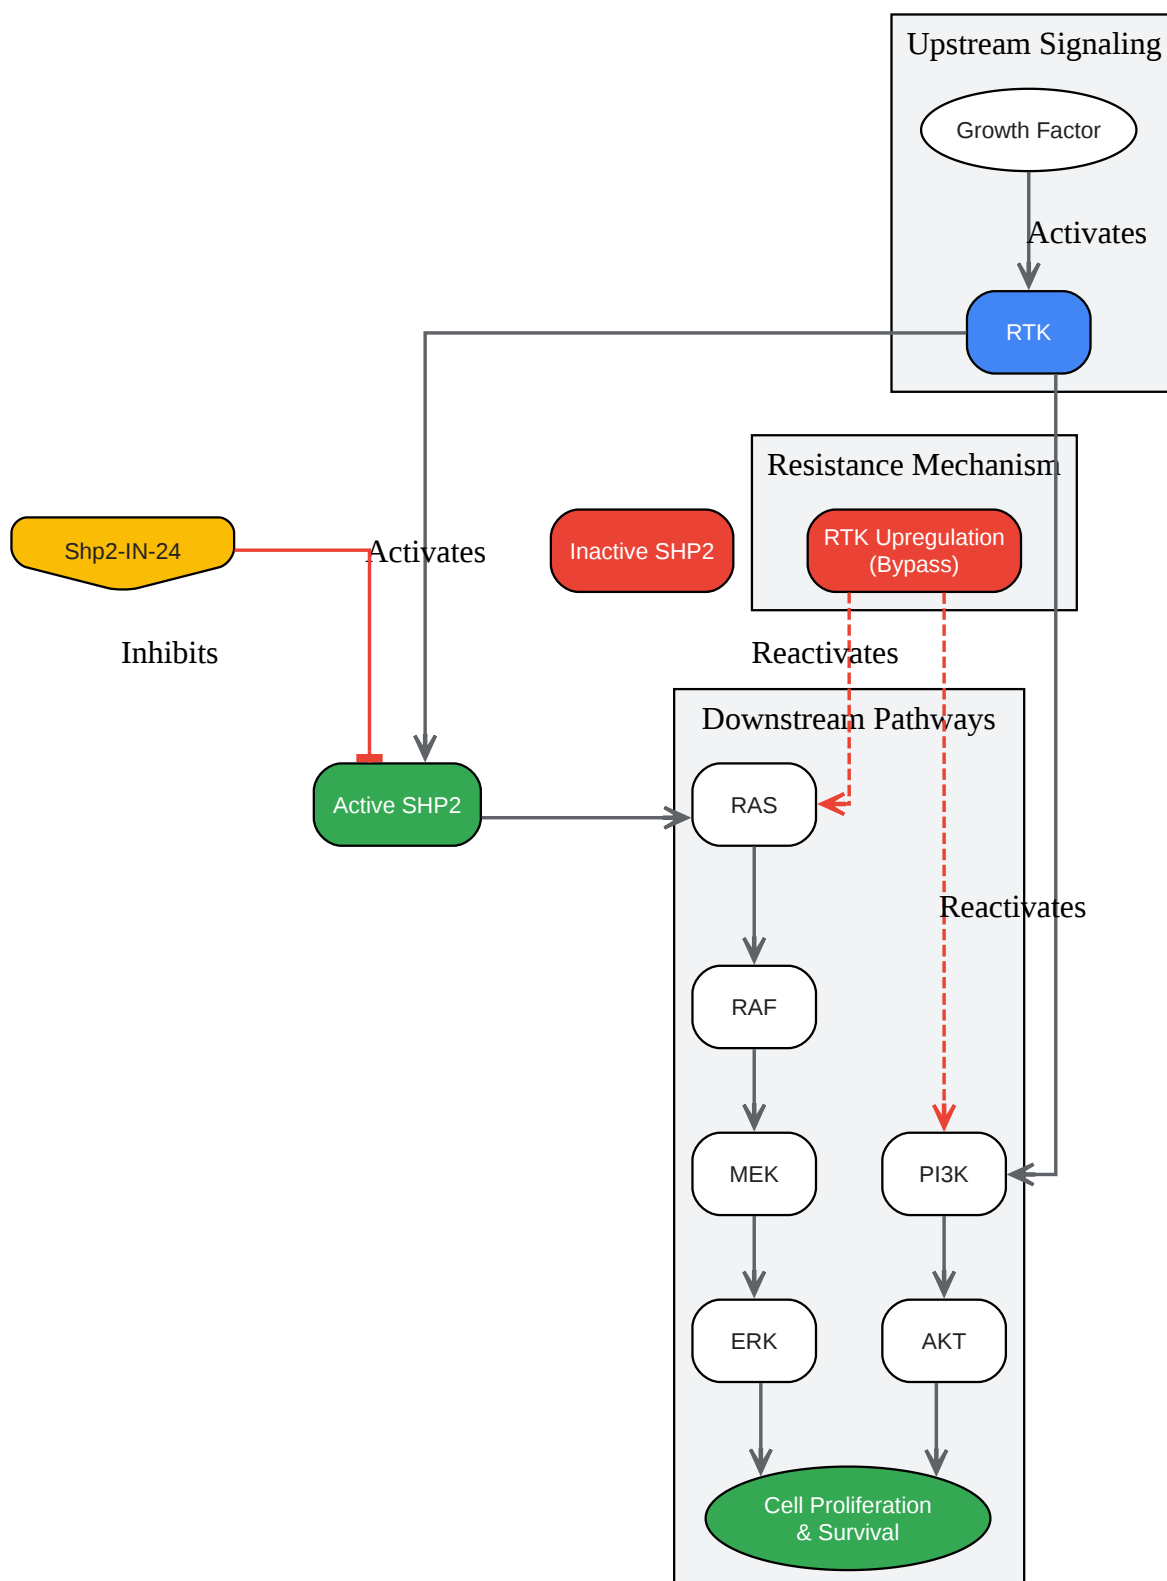 Upstream Signaling
Growth Factor
Activates
RTK
Resistance Mechanism
Shp2-IN-24
Activates
Inactive SHP2
RTK Upregulation
(Bypass)
Inhibits
Reactivates
Downstream Pathways
Active SHP2
RAS
Reactivates
RAF
MEK
PI3K
ERK
AKT
Cell Proliferation
& Survival